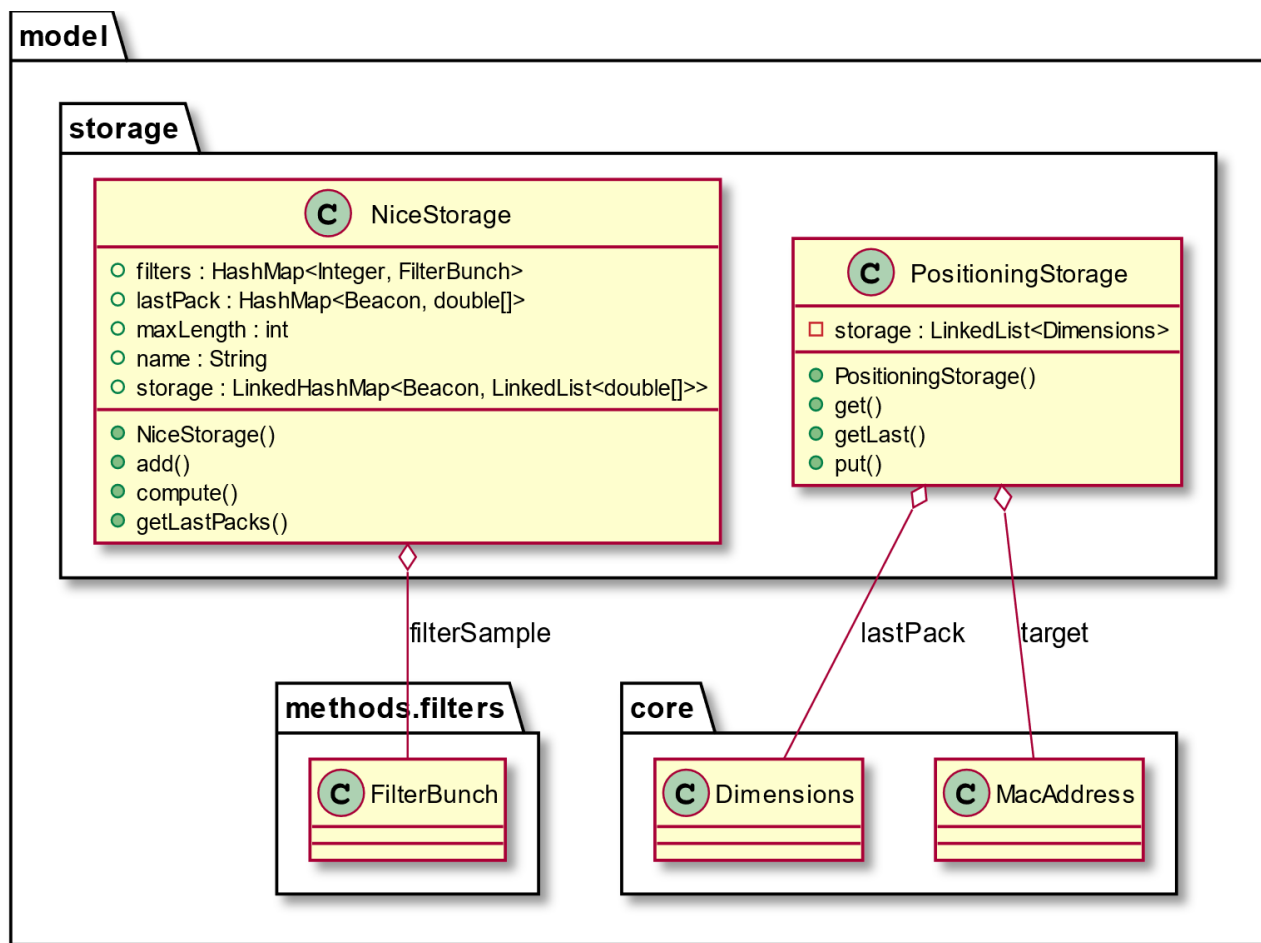 model
storage
C NiceStorage
filters : HashMap<Integer, FilterBunch>
lastPack : HashMap<Beacon, double[]>
maxLength : int
name : String
storage : LinkedHashMap<Beacon, LinkedList<double[]>>
NiceStorage()
add()
compute()
getLastPacks()
C PositioningStorage
storage : LinkedList<Dimensions>
PositioningStorage()
get()
getLast()
put()
filterSample
lastPack
target
methods.filters
C FilterBunch
core
C Dimensions
C MacAddress